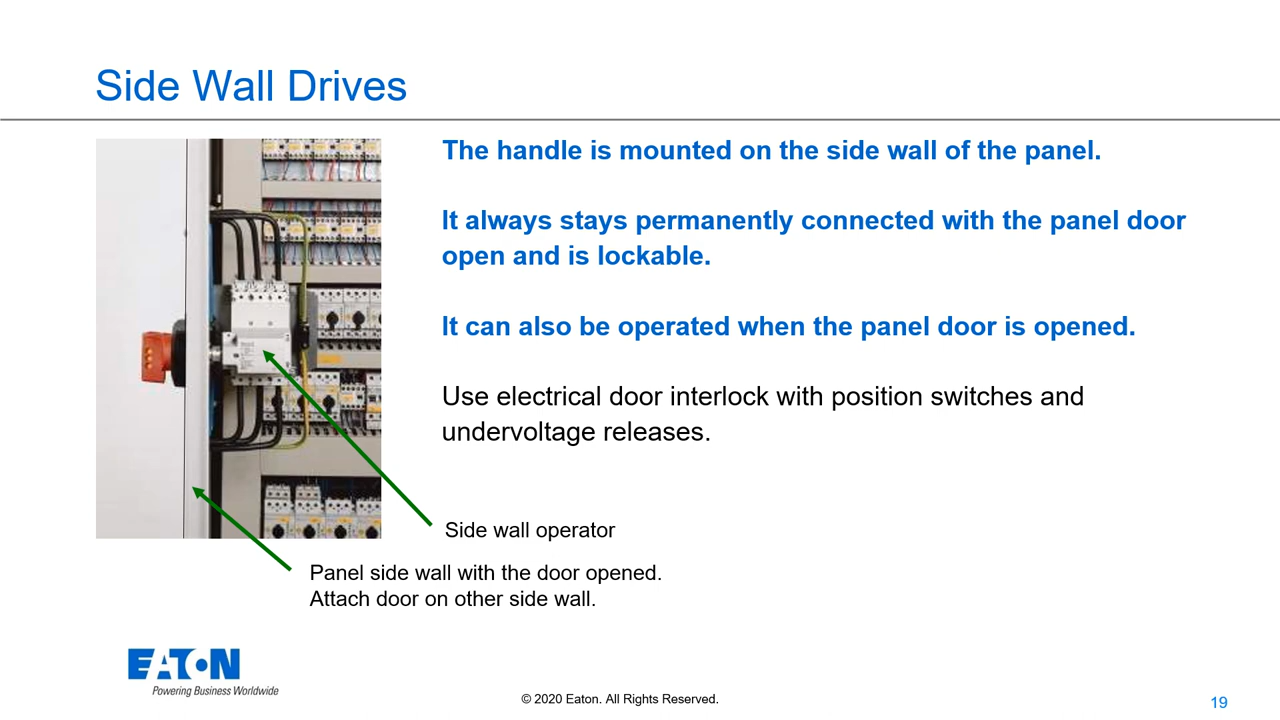 Side Wall Drives
The handle is mounted on the side wall of the panel.
It always stays permanently connected with the panel door
open and is lockable.
It can also be operated when the panel door is opened.
Use electrical door interlock with position switches and
undervoltage releases.
Side wall operator
Panel side wall with the door opened.
Attach door on other side wall.
EATON
Powering Business Worldwide
© 2020 Eaton. All Rights Reserved.
19